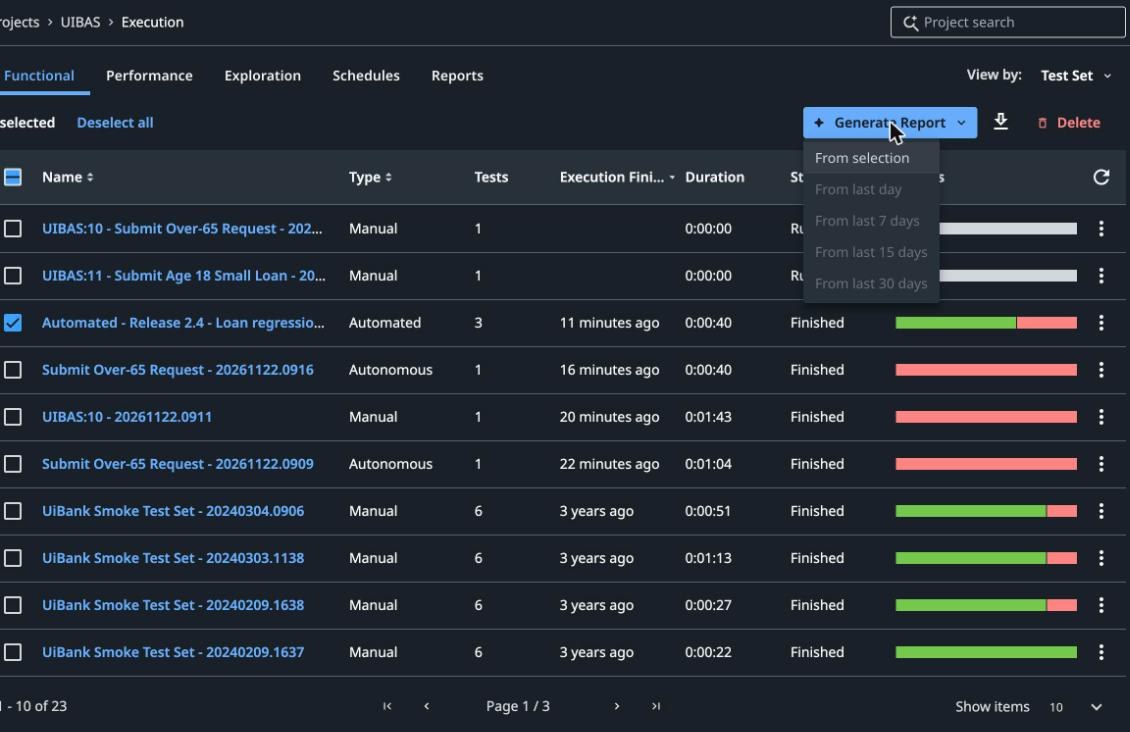 rojects > UIBAS > Execution
Project search
Functional Performance Exploration Schedules Reports View by: Test Set
selected Deselect all Generate Report Delete
From selection
From last day
From last 7 days
From last 15 days
From last 30 days
Name Type Tests Execution Fini... Duration St s
UIBAS:10 - Submit Over-65 Request - 202... Manual 1 0:00:00 Ru
UIBAS:11 - Submit Age 18 Small Loan - 20... Manual 1 0:00:00 Ru
Automated - Release 2.4 - Loan regressio... Automated 3 11 minutes ago 0:00:40 Finished
Submit Over-65 Request - 20261122.0916 Autonomous 1 16 minutes ago 0:00:40 Finished
UIBAS:10 - 20261122.0911 Manual 1 20 minutes ago 0:01:43 Finished
Submit Over-65 Request - 20261122.0909 Autonomous 1 22 minutes ago 0:01:04 Finished
UiBank Smoke Test Set - 20240304.0906 Manual 6 3 years ago 0:00:51 Finished
UiBank Smoke Test Set - 20240303.1138 Manual 6 3 years ago 0:01:13 Finished
UiBank Smoke Test Set - 20240209.1638 Manual 6 3 years ago 0:00:27 Finished
UiBank Smoke Test Set - 20240209.1637 Manual 6 3 years ago 0:00:22 Finished
- 10 of 23 Page 1 / 3 Show items 10